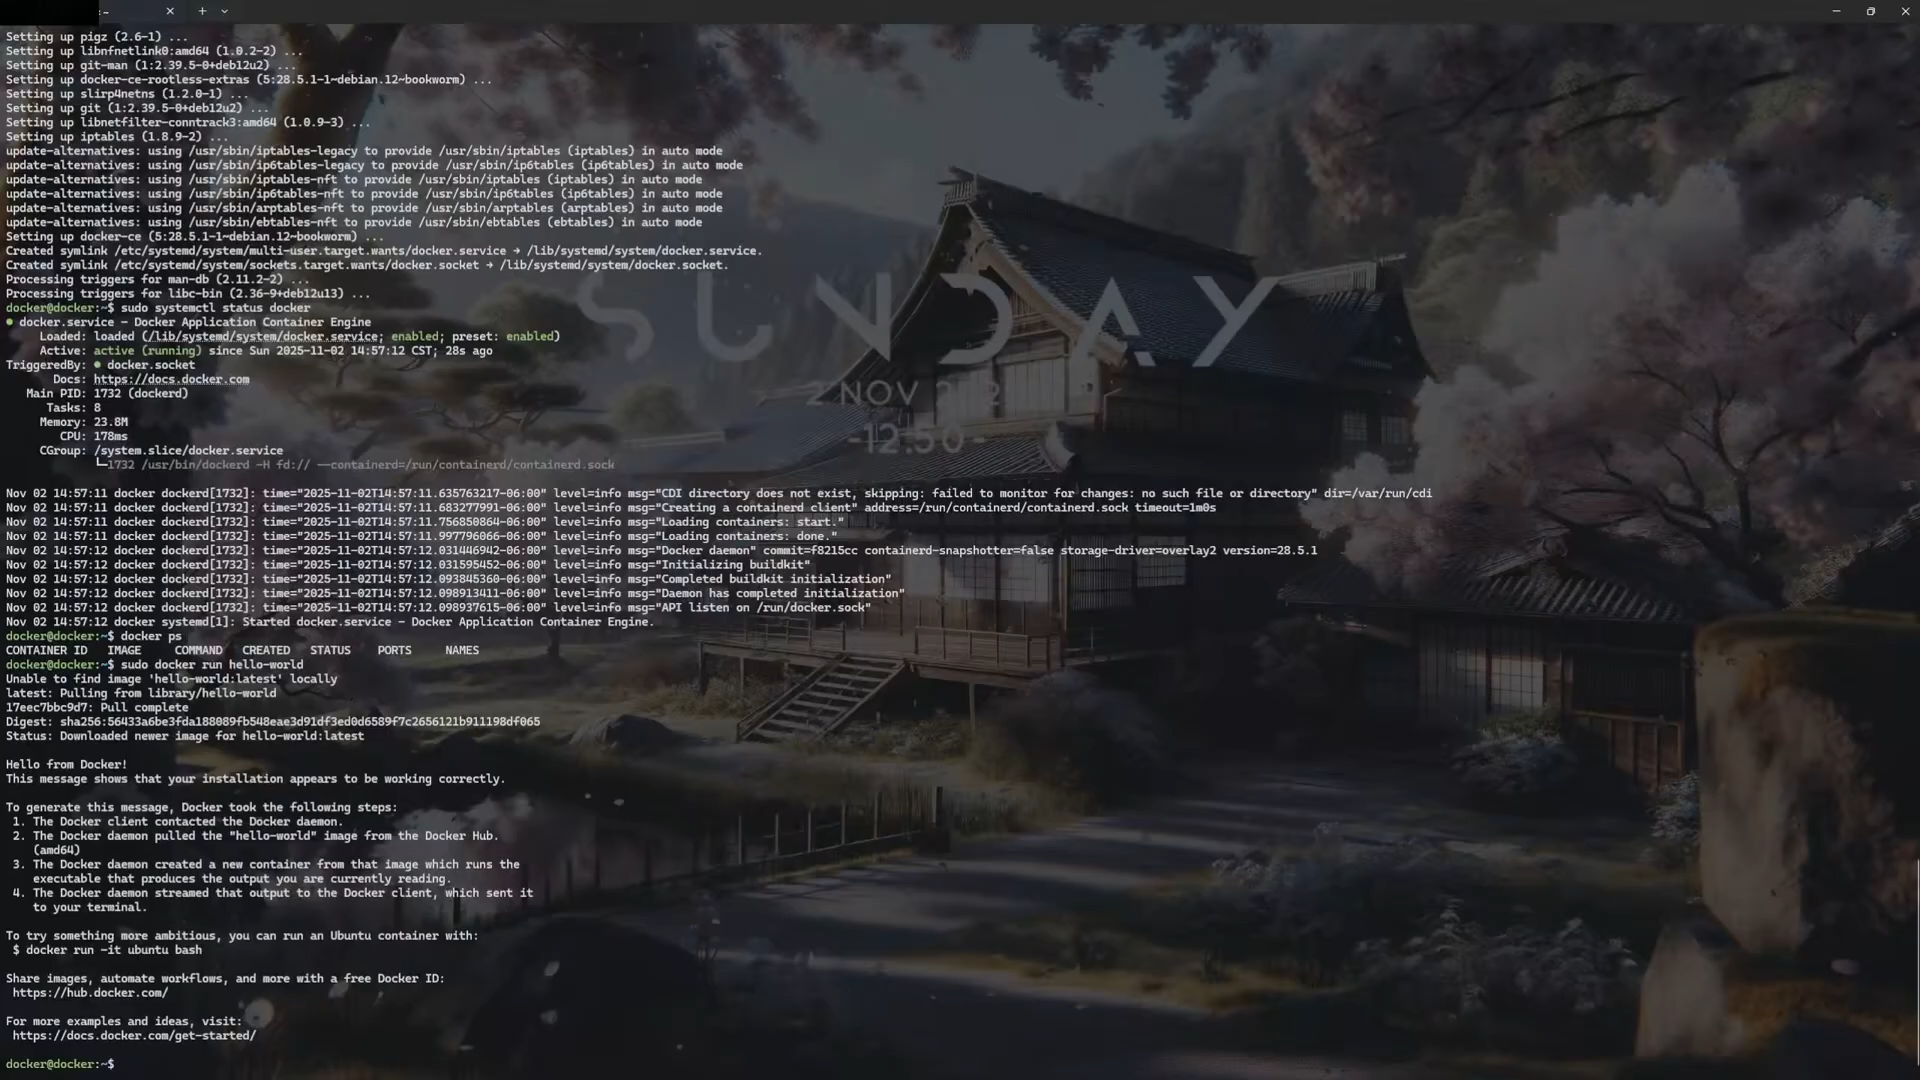 Setting up pigz (2.6-1) ...
Setting up libnfnetlink0:amd64 (1.0.2-2) ...
Setting up git-man (1:2.39.5-0+deb12u2) ...
Setting up docker-ce-rootless-extras (5:28.5.1-1~debian.12~bookworm) ...
Setting up slirp4netns (1.2.0-1) ...
Setting up git (1:2.39.5-0+deb12u2) ...
Setting up libnetfilter-conntrack3:amd64 (1.0.9-3) ...
Setting up iptables (1.8.9-2) ...
update-alternatives: using /usr/sbin/iptables-legacy to provide /usr/sbin/iptables (iptables) in auto mode
update-alternatives: using /usr/sbin/ip6tables-legacy to provide /usr/sbin/ip6tables (ip6tables) in auto mode
update-alternatives: using /usr/sbin/iptables-nft to provide /usr/sbin/iptables (iptables) in auto mode
update-alternatives: using /usr/sbin/ip6tables-nft to provide /usr/sbin/ip6tables (ip6tables) in auto mode
update-alternatives: using /usr/sbin/arptables-nft to provide /usr/sbin/arptables (arptables) in auto mode
update-alternatives: using /usr/sbin/ebtables-nft to provide /usr/sbin/ebtables (ebtables) in auto mode
Setting up docker-ce (5:28.5.1-1~debian.12~bookworm) ...
Created symlink /etc/systemd/system/multi-user.target.wants/docker.service → /lib/systemd/system/docker.service.
Created symlink /etc/systemd/system/sockets.target.wants/docker.socket → /lib/systemd/system/docker.socket.
Processing triggers for man-db (2.11.2-2) ...
Processing triggers for libc-bin (2.36-9+deb12u13) ...
docker@docker:~$ sudo systemctl status docker
● docker.service - Docker Application Container Engine
Loaded: loaded (/lib/systemd/system/docker.service; enabled; preset: enabled)
Active: active (running) since Sun 2025-11-02 14:57:12 CST; 28s ago
TriggeredBy: ● docker.socket
Docs: https://docs.docker.com
Main PID: 1732 (dockerd)
Tasks: 8
Memory: 23.8M
CPU: 178ms
CGroup: /system.slice/docker.service
└─1732 /usr/bin/dockerd -H fd:// --containerd=/run/containerd/containerd.sock
SUNDAY
2 NOV
-12:50-
Nov 02 14:57:11 docker dockerd[1732]: time="2025-11-02T14:57:11.635763217-06:00" level=info msg="CDI directory does not exist, skipping: failed to monitor for changes: no such file or directory" dir=/var/run/cdi
Nov 02 14:57:11 docker dockerd[1732]: time="2025-11-02T14:57:11.683277991-06:00" level=info msg="Creating a containerd client" address=/run/containerd/containerd.sock timeout=1m0s
Nov 02 14:57:11 docker dockerd[1732]: time="2025-11-02T14:57:11.756850864-06:00" level=info msg="Loading containers: start."
Nov 02 14:57:11 docker dockerd[1732]: time="2025-11-02T14:57:11.997796066-06:00" level=info msg="Loading containers: done."
Nov 02 14:57:12 docker dockerd[1732]: time="2025-11-02T14:57:12.031446942-06:00" level=info msg="Docker daemon" commit=f8215cc containerd-snapshotter=false storage-driver=overlay2 version=28.5.1
Nov 02 14:57:12 docker dockerd[1732]: time="2025-11-02T14:57:12.031595452-06:00" level=info msg="Initializing buildkit"
Nov 02 14:57:12 docker dockerd[1732]: time="2025-11-02T14:57:12.093845360-06:00" level=info msg="Completed buildkit initialization"
Nov 02 14:57:12 docker dockerd[1732]: time="2025-11-02T14:57:12.098913411-06:00" level=info msg="Daemon has completed initialization"
Nov 02 14:57:12 docker dockerd[1732]: time="2025-11-02T14:57:12.098937615-06:00" level=info msg="API listen on /run/docker.sock"
Nov 02 14:57:12 docker systemd[1]: Started docker.service - Docker Application Container Engine.
docker@docker:~$ docker ps
CONTAINER ID   IMAGE     COMMAND   CREATED   STATUS    PORTS     NAMES
docker@docker:~$ sudo docker run hello-world
Unable to find image 'hello-world:latest' locally
latest: Pulling from library/hello-world
17eec7bbc9d7: Pull complete
Digest: sha256:56433a6be3fda188089fb548eae3d91df3ed0d6589f7c2656121b911198df065
Status: Downloaded newer image for hello-world:latest
Hello from Docker!
This message shows that your installation appears to be working correctly.
To generate this message, Docker took the following steps:
1. The Docker client contacted the Docker daemon.
2. The Docker daemon pulled the "hello-world" image from the Docker Hub.
(amd64)
3. The Docker daemon created a new container from that image which runs the
executable that produces the output you are currently reading.
4. The Docker daemon streamed that output to the Docker client, which sent it
to your terminal.
To try something more ambitious, you can run an Ubuntu container with:
$ docker run -it ubuntu bash
Share images, automate workflows, and more with a free Docker ID:
https://hub.docker.com/
For more examples and ideas, visit:
https://docs.docker.com/get-started/
docker@docker:~$